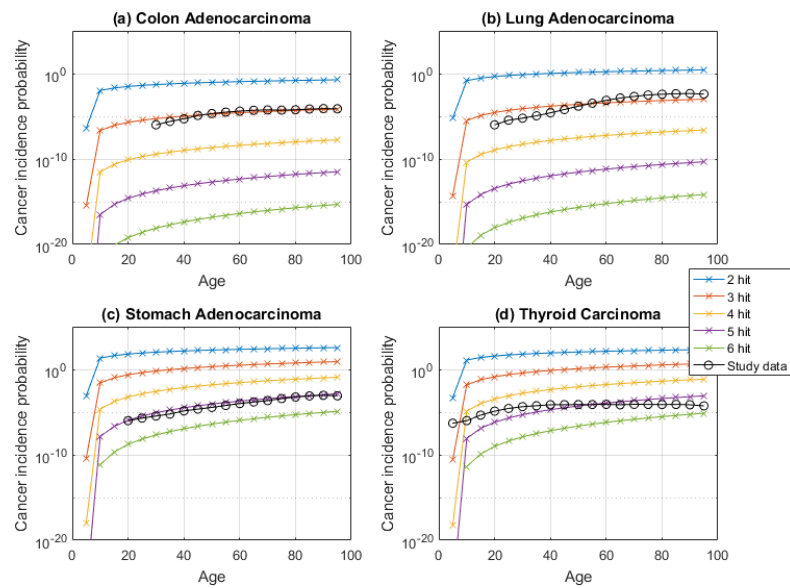 (a) Colon Adenocarcinoma
Cancer incidence probability
10^0
10^-10
10^-20
0 20 40 60 80 100
Age
(b) Lung Adenocarcinoma
Cancer incidence probability
10^0
10^-10
10^-20
0 20 40 60 80 100
Age
(c) Stomach Adenocarcinoma
Cancer incidence probability
10^0
10^-10
10^-20
0 20 40 60 80 100
Age
(d) Thyroid Carcinoma
Cancer incidence probability
10^0
10^-10
10^-20
0 20 40 60 80 100
Age
2 hit
3 hit
4 hit
5 hit
6 hit
Study data